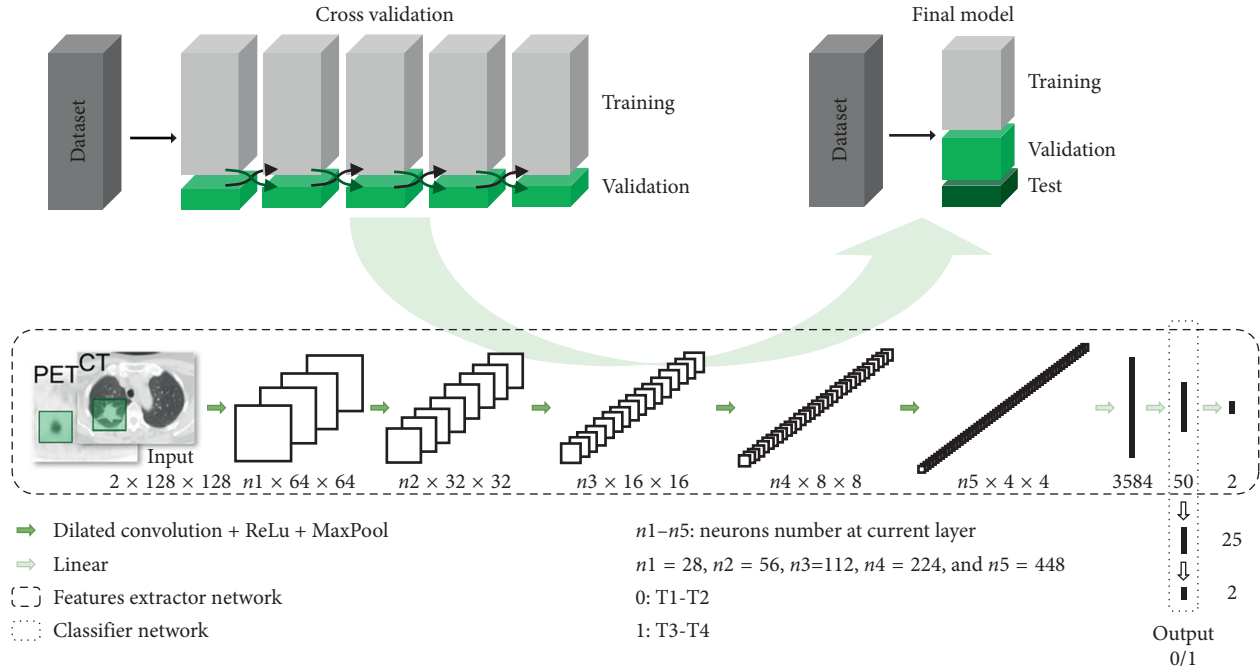 Cross validation
Final model
Dataset
Training
Validation
Dataset
Training
Validation
Test
PET
CT
Input
2 × 128 × 128
n1 × 64 × 64
n2 × 32 × 32
n3 × 16 × 16
n4 × 8 × 8
n5 × 4 × 4
3584
50
2
Dilated convolution + ReLu + MaxPool
Linear
Features extractor network
Classifier network
n1–n5: neurons number at current layer
n1 = 28, n2 = 56, n3=112, n4 = 224, and n5 = 448
0: T1-T2
1: T3-T4
25
2
Output
0/1